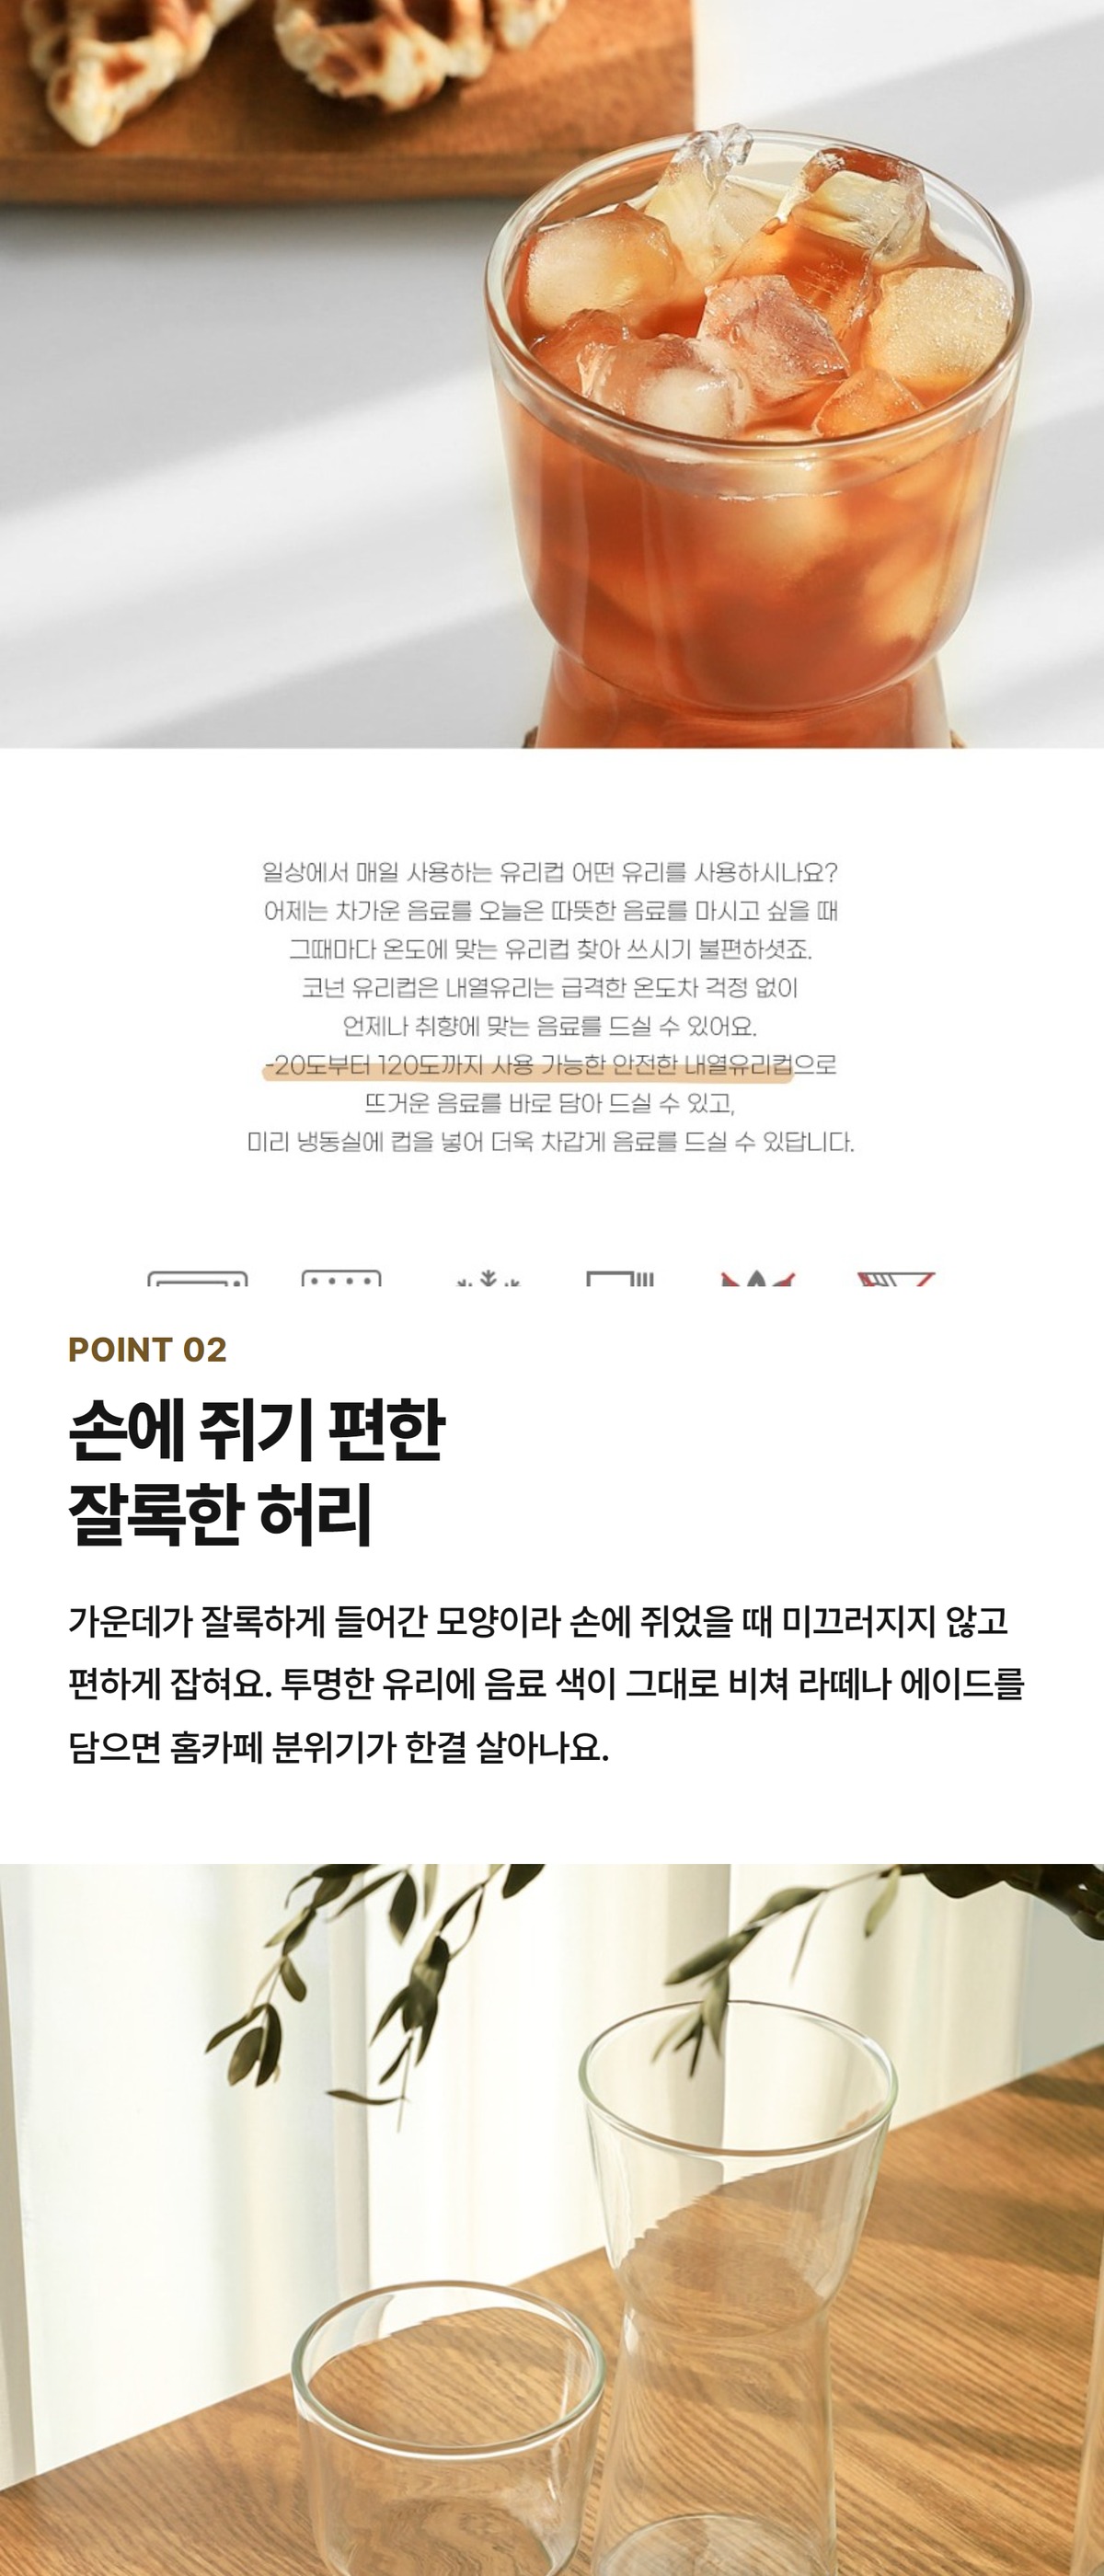 일상에서 매일 사용하는 유리컵 어떤 유리를 사용하시나요?
어제는 차가운 음료를 오늘은 따뜻한 음료를 마시고 싶을 때
그때마다 온도에 맞는 유리컵 찾아 쓰시기 불편하셧죠.
코넌 유리컵은 내열유리는 급격한 온도차 걱정 없이
언제나 취향에 맞는 음료를 드실 수 있어요.
-20도부터 120도까지 사용 가능한 안전한 내열유리컵으로
뜨거운 음료를 바로 담아 드실 수 있고,
미리 냉동실에 컵을 넣어 더욱 차갑게 음료를 드실 수 있답니다.
POINT 02
손에 쥐기 편한
잘록한 허리
가운데가 잘록하게 들어간 모양이라 손에 쥐었을 때 미끄러지지 않고
편하게 잡혀요. 투명한 유리에 음료 색이 그대로 비쳐 라떼나 에이드를
담으면 홈카페 분위기가 한결 살아나요.